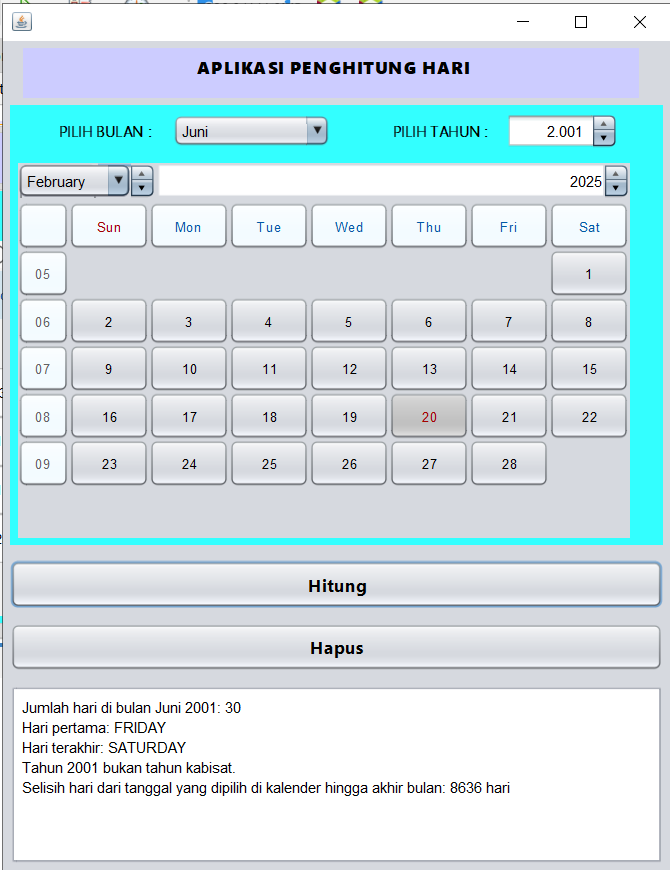 APLIKASI PENGHITUNG HARI
PILIH BULAN : Juni PILIH TAHUN : 2.001
February 2025
Sun Mon Tue Wed Thu Fri Sat
05 1
06 2 3 4 5 6 7 8
07 9 10 11 12 13 14 15
08 16 17 18 19 20 21 22
09 23 24 25 26 27 28
Hitung
Hapus
Jumlah hari di bulan Juni 2001: 30
Hari pertama: FRIDAY
Hari terakhir: SATURDAY
Tahun 2001 bukan tahun kabisat.
Selisih hari dari tanggal yang dipilih di kalender hingga akhir bulan: 8636 hari